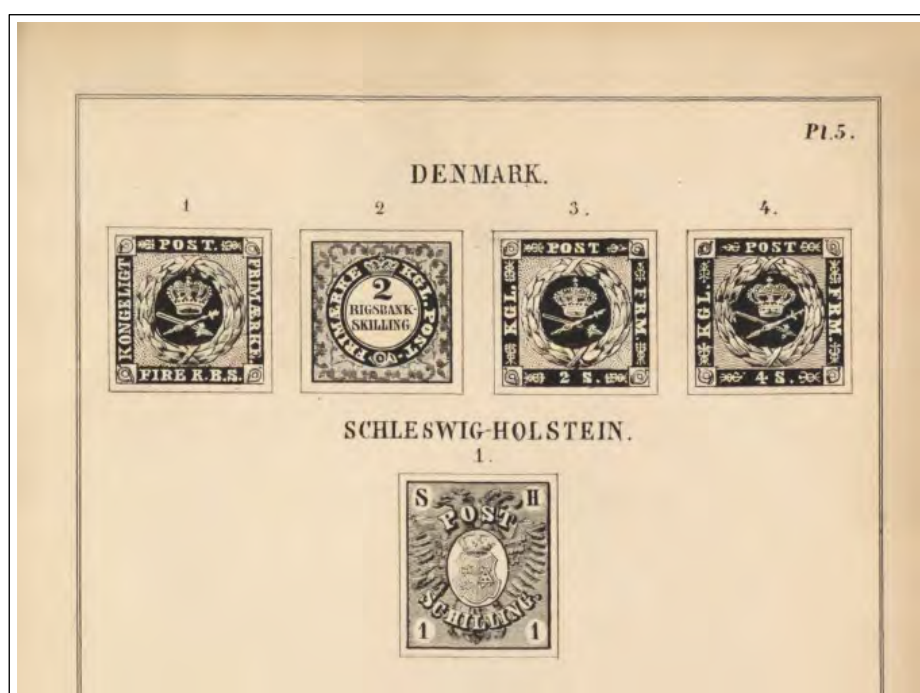 Pl.5.
DENMARK.
1 2 3. 4.
POST.
KONGELIGT
FRIMÆRKE.
FIRE R.B.S.
2
RIGSBANK-
SKILLING
FRIMERKE KGL. POST.
POST
KGL.
FRM.
2 S.
POST
KGL.
FRM.
4 S.
SCHLESWIG-HOLSTEIN.
1.
S H
POST
SCHILLING.
1 1